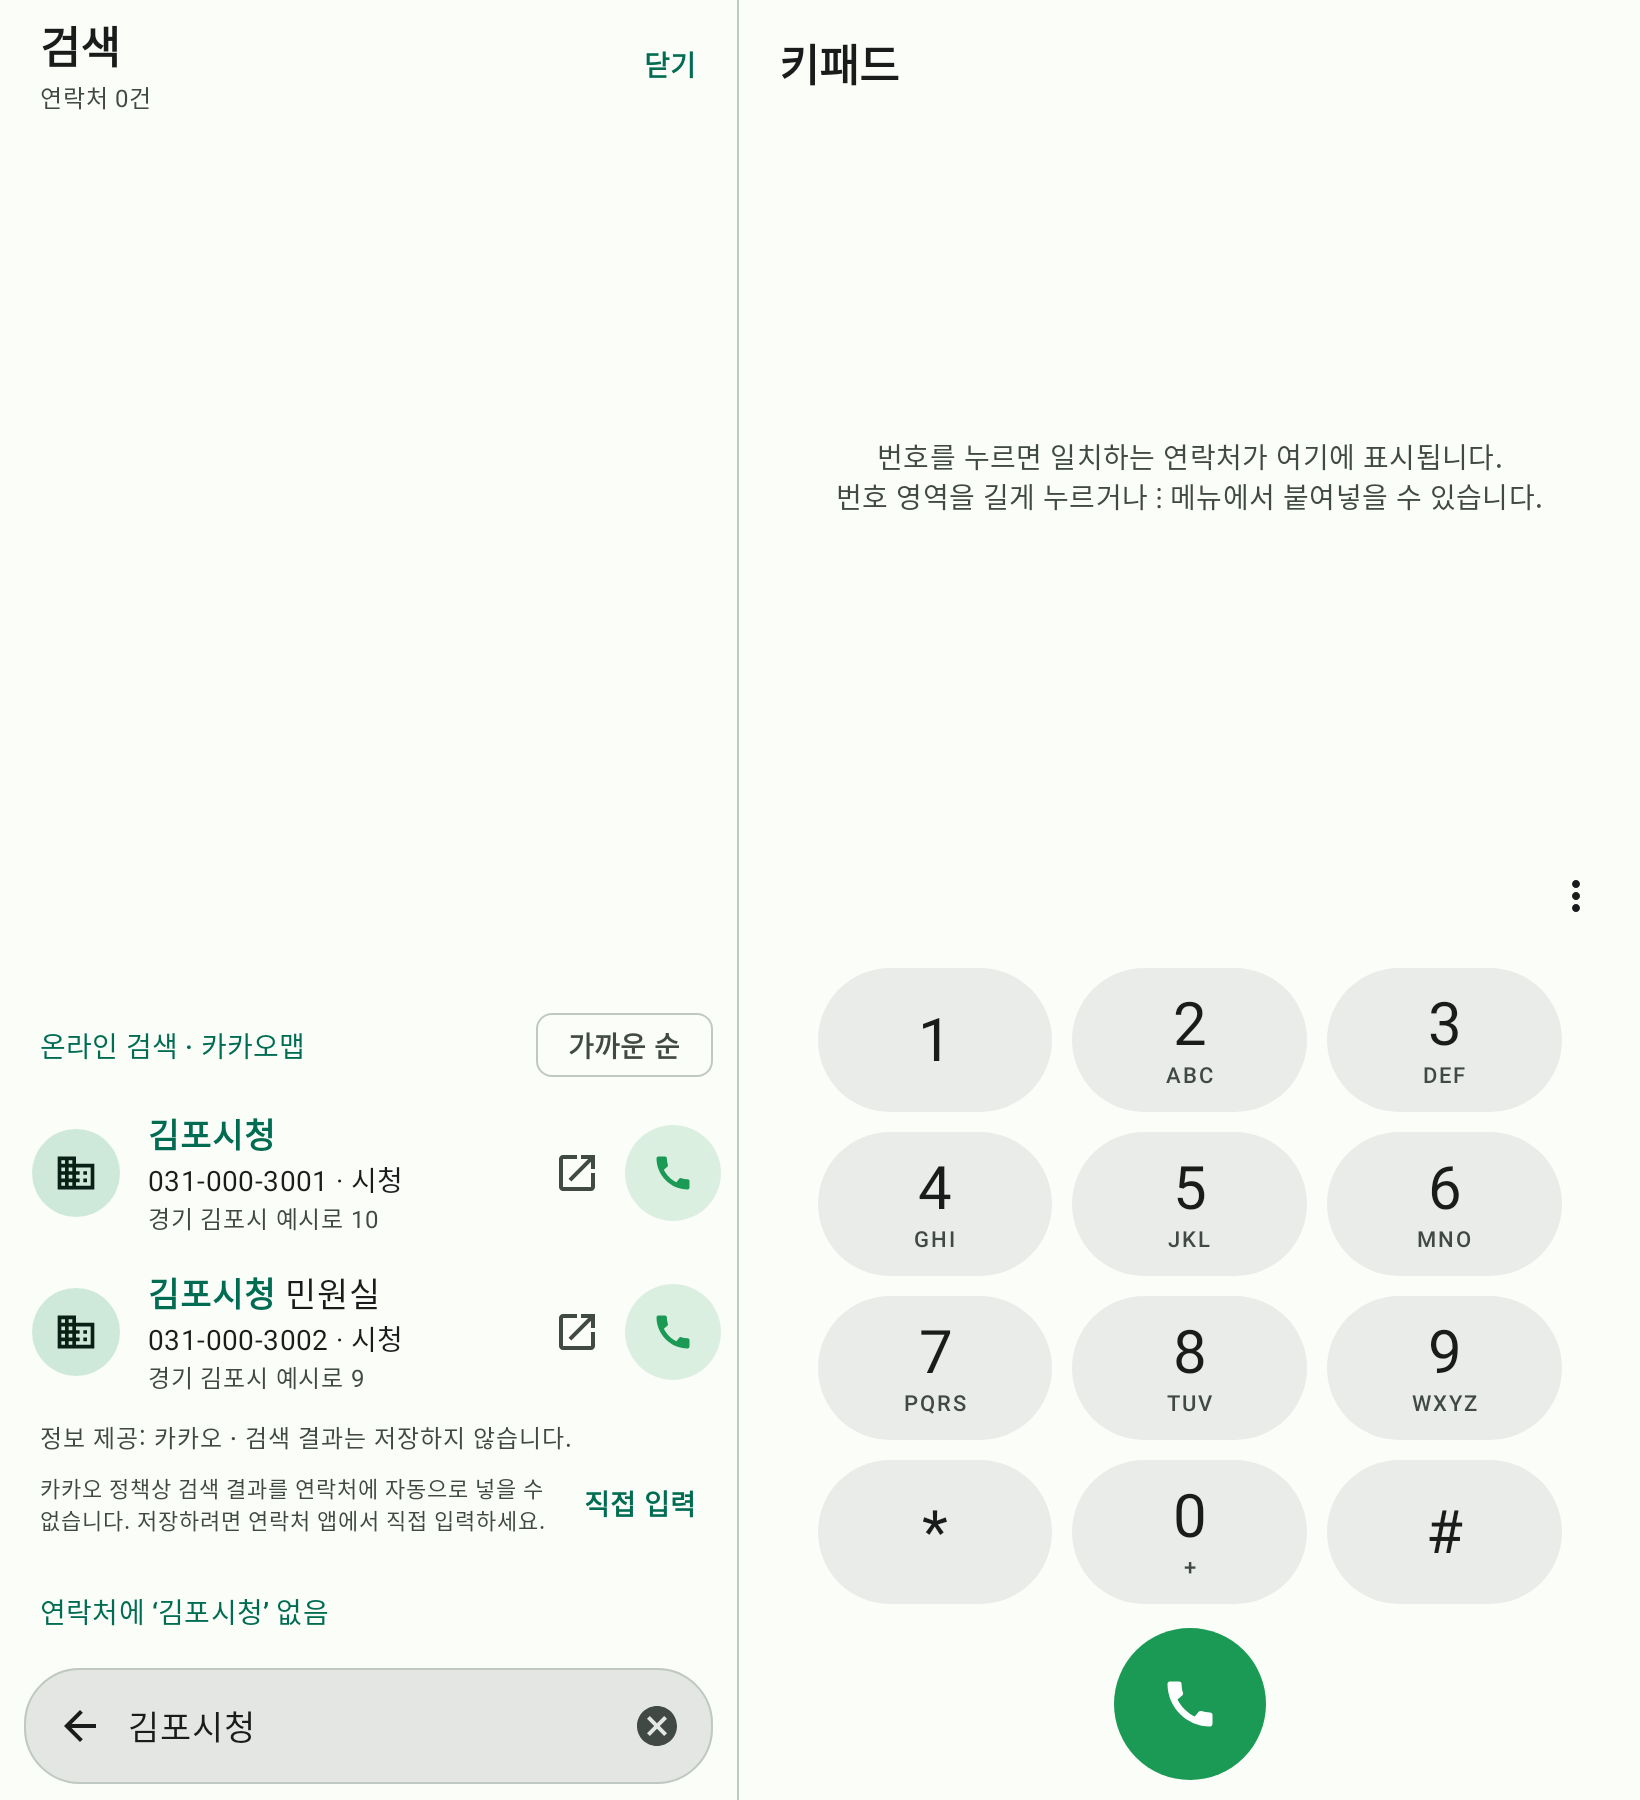 검색
연락처 0건
닫기
온라인 검색 · 카카오맵
가까운 순
김포시청
031-000-3001 · 시청
경기 김포시 예시로 10
김포시청 민원실
031-000-3002 · 시청
경기 김포시 예시로 9
정보 제공: 카카오 · 검색 결과는 저장하지 않습니다.
카카오 정책상 검색 결과를 연락처에 자동으로 넣을 수
없습니다. 저장하려면 연락처 앱에서 직접 입력하세요.
직접 입력
연락처에 ‘김포시청’ 없음
김포시청
키패드
번호를 누르면 일치하는 연락처가 여기에 표시됩니다.
번호 영역을 길게 누르거나 ⋮ 메뉴에서 붙여넣을 수 있습니다.
1
2
ABC
3
DEF
4
GHI
5
JKL
6
MNO
7
PQRS
8
TUV
9
WXYZ
*
0
+
#